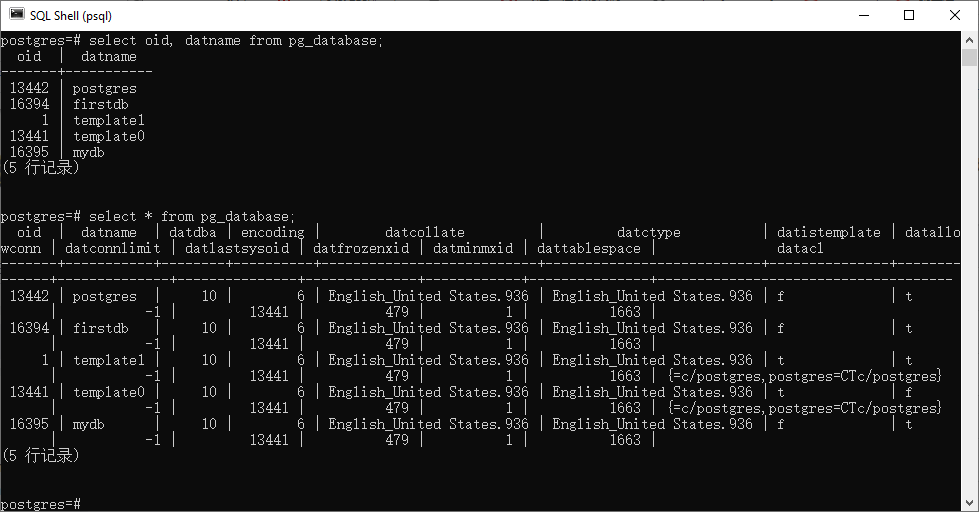 SQL Shell (psql)
postgres=# select oid, datname from pg_database;
  oid  |  datname
-------+-----------
 13442 | postgres
 16394 | firstdb
     1 | template1
 13441 | template0
 16395 | mydb
(5 行记录)
postgres=# select * from pg_database;
  oid  |  datname  | datdba | encoding |        datcollate         |         datctype          | datistemplate | datallo
wconn | datconnlimit | datlastsysoid | datfrozenxid | datminmxid | dattablespace |               datacl
-------+-----------+--------+----------+---------------------------+---------------------------+---------------+--------
------+--------------+---------------+--------------+------------+---------------+-------------------------------------
 13442 | postgres  |     10 |        6 | English_United States.936 | English_United States.936 | f             | t
      |           -1 |         13441 |          479 |          1 |          1663 |
 16394 | firstdb   |     10 |        6 | English_United States.936 | English_United States.936 | f             | t
      |           -1 |         13441 |          479 |          1 |          1663 |
     1 | template1 |     10 |        6 | English_United States.936 | English_United States.936 | t             | t
      |           -1 |         13441 |          479 |          1 |          1663 | {=c/postgres,postgres=CTc/postgres}
 13441 | template0 |     10 |        6 | English_United States.936 | English_United States.936 | t             | f
      |           -1 |         13441 |          479 |          1 |          1663 | {=c/postgres,postgres=CTc/postgres}
 16395 | mydb      |     10 |        6 | English_United States.936 | English_United States.936 | f             | t
      |           -1 |         13441 |          479 |          1 |          1663 |
(5 行记录)
postgres=#